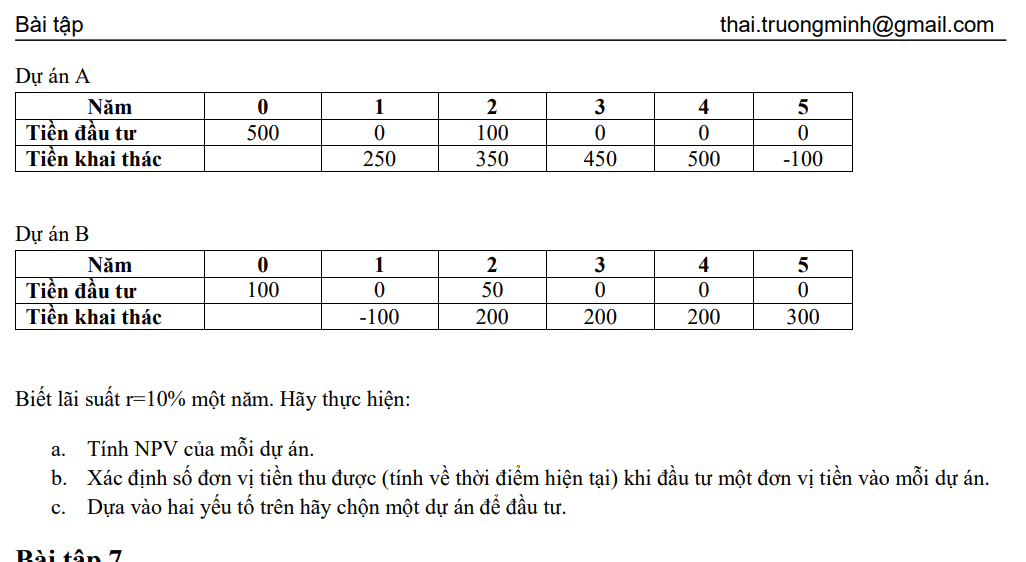 Bài tập thai.truongminh@gmail.com
Dự án A
Năm 0 1 2 3 4 5
Tiền đầu tư 500 0 100 0 0 0
Tiền khai thác 250 350 450 500 -100
Dự án B
Năm 0 1 2 3 4 5
Tiền đầu tư 100 0 50 0 0 0
Tiền khai thác -100 200 200 200 300
Biết lãi suất r=10% một năm. Hãy thực hiện:
a. Tính NPV của mỗi dự án.
b. Xác định số đơn vị tiền thu được (tính về thời điểm hiện tại) khi đầu tư một đơn vị tiền vào mỗi dự án.
c. Dựa vào hai yếu tố trên hãy chộn một dự án để đầu tư.
Bài tập 7